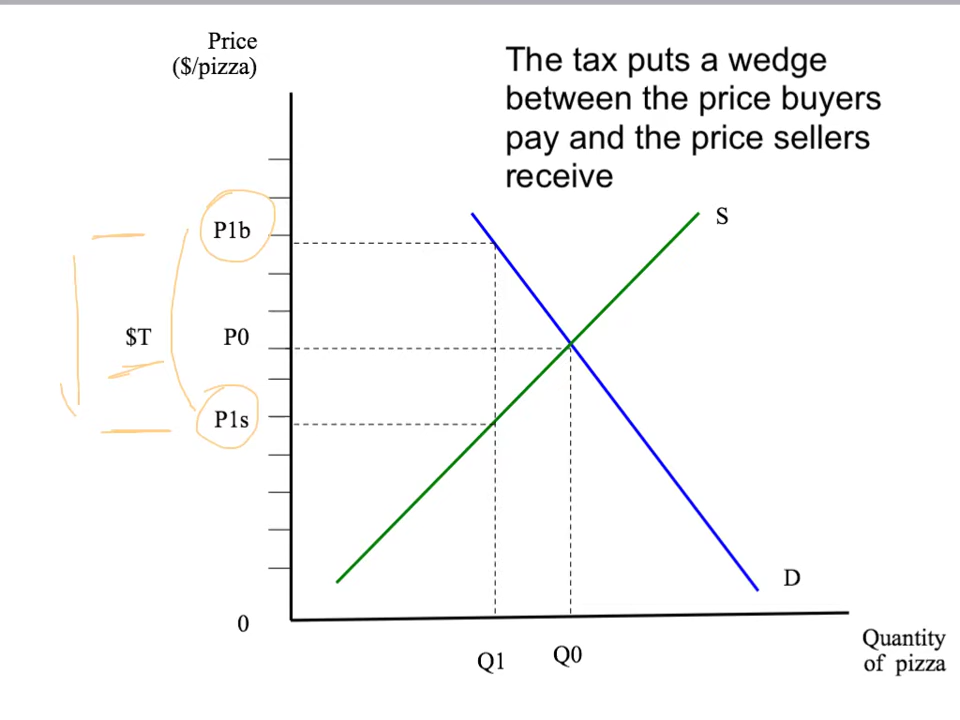 Price
($/pizza)
The tax puts a wedge
between the price buyers
pay and the price sellers
receive
P1b
S
$T
P0
P1s
D
0
Q1
Q0
Quantity
of pizza